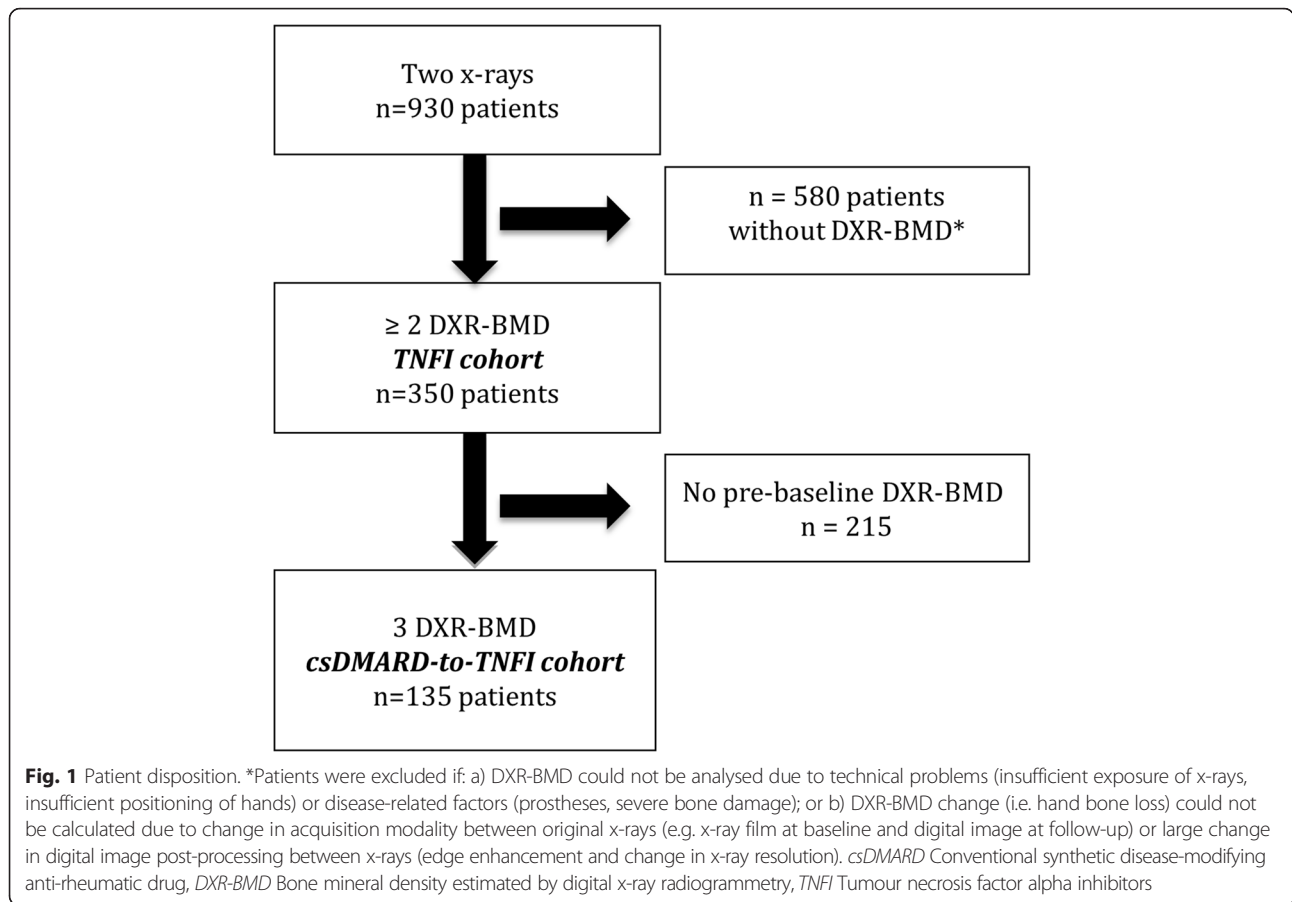 Two x-rays
n=930 patients
n = 580 patients
without DXR-BMD*
≥ 2 DXR-BMD
TNFI cohort
n=350 patients
No pre-baseline DXR-BMD
n = 215
3 DXR-BMD
csDMARD-to-TNFI cohort
n=135 patients
Fig. 1 Patient disposition. *Patients were excluded if: a) DXR-BMD could not be analysed due to technical problems (insufficient exposure of x-rays,
insufficient positioning of hands) or disease-related factors (prostheses, severe bone damage); or b) DXR-BMD change (i.e. hand bone loss) could not
be calculated due to change in acquisition modality between original x-rays (e.g. x-ray film at baseline and digital image at follow-up) or large change
in digital image post-processing between x-rays (edge enhancement and change in x-ray resolution). csDMARD Conventional synthetic disease-modifying
anti-rheumatic drug, DXR-BMD Bone mineral density estimated by digital x-ray radiogrammetry, TNFI Tumour necrosis factor alpha inhibitors